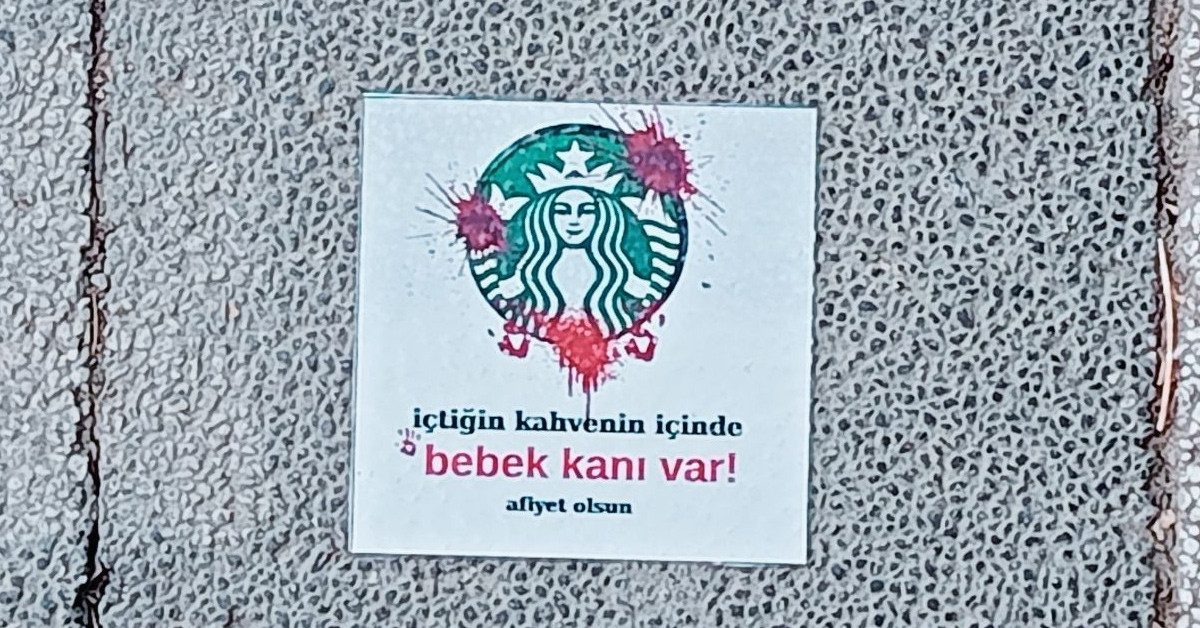 içtiğin kahvenin içinde
bebek kanı var!
afiyet olsun